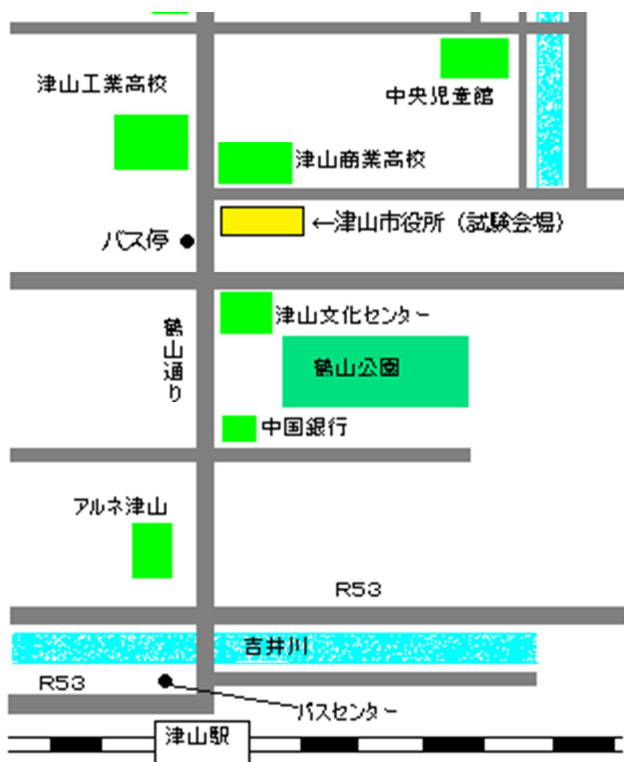 津山工業高校
中央児童館
津山商業高校
←津山市役所（試験会場）
バス停
津山文化センター
鶴山通り
鶴山公園
中国銀行
アルネ津山
R53
吉井川
R53
バスセンター
津山駅